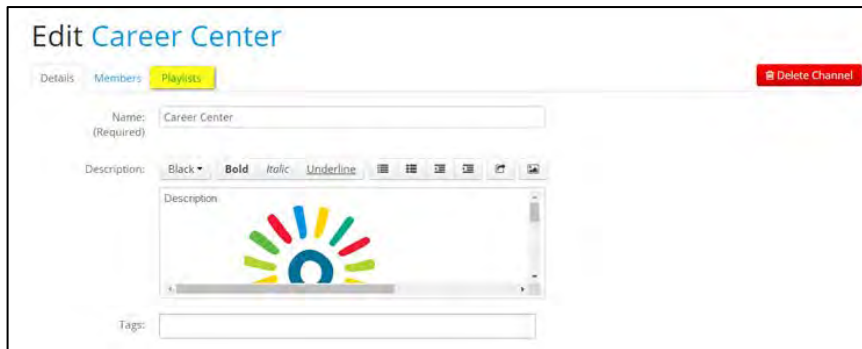 Edit Career Center
Details Members Playlists Delete Channel
Name: Career Center
(Required)
Description: Black Bold Italic Underline
Description
Tags: